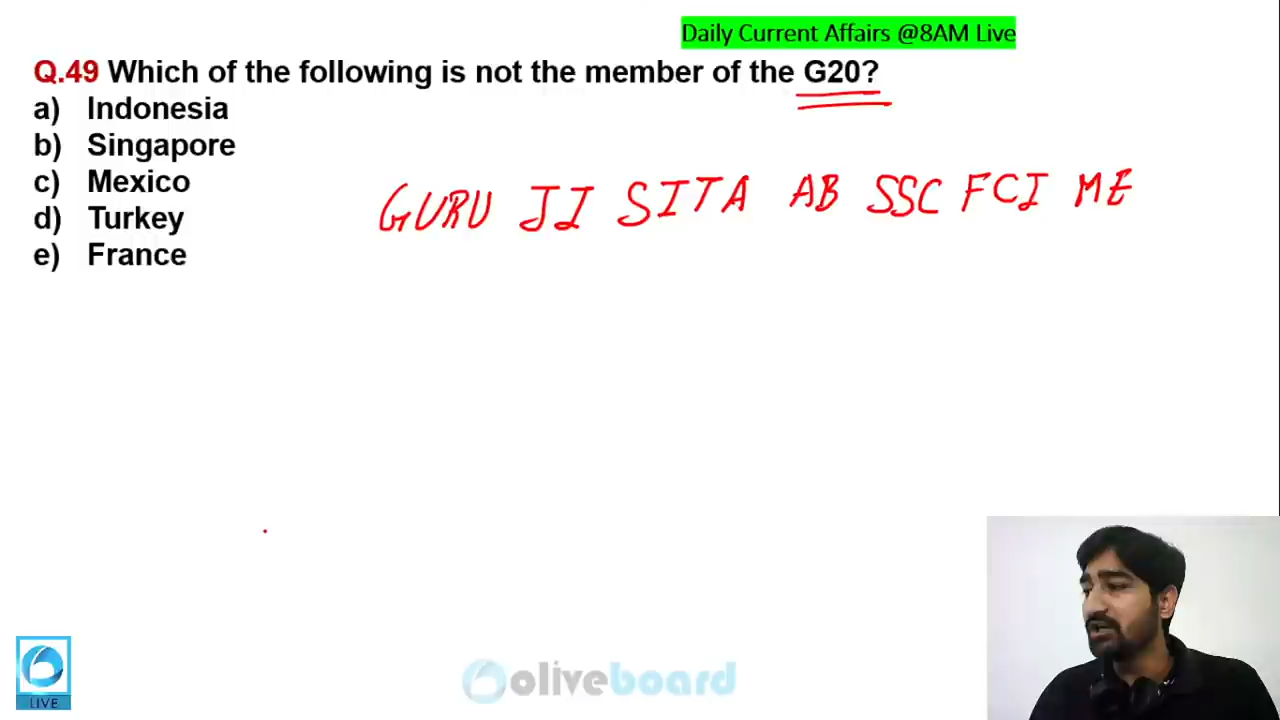 Daily Current Affairs @8AM Live
Q.49 Which of the following is not the member of the G20?
a) Indonesia
b) Singapore
c) Mexico
d) Turkey
e) France
GURU JI SITA AB SSC FCI ME
LIVE
oliveboard